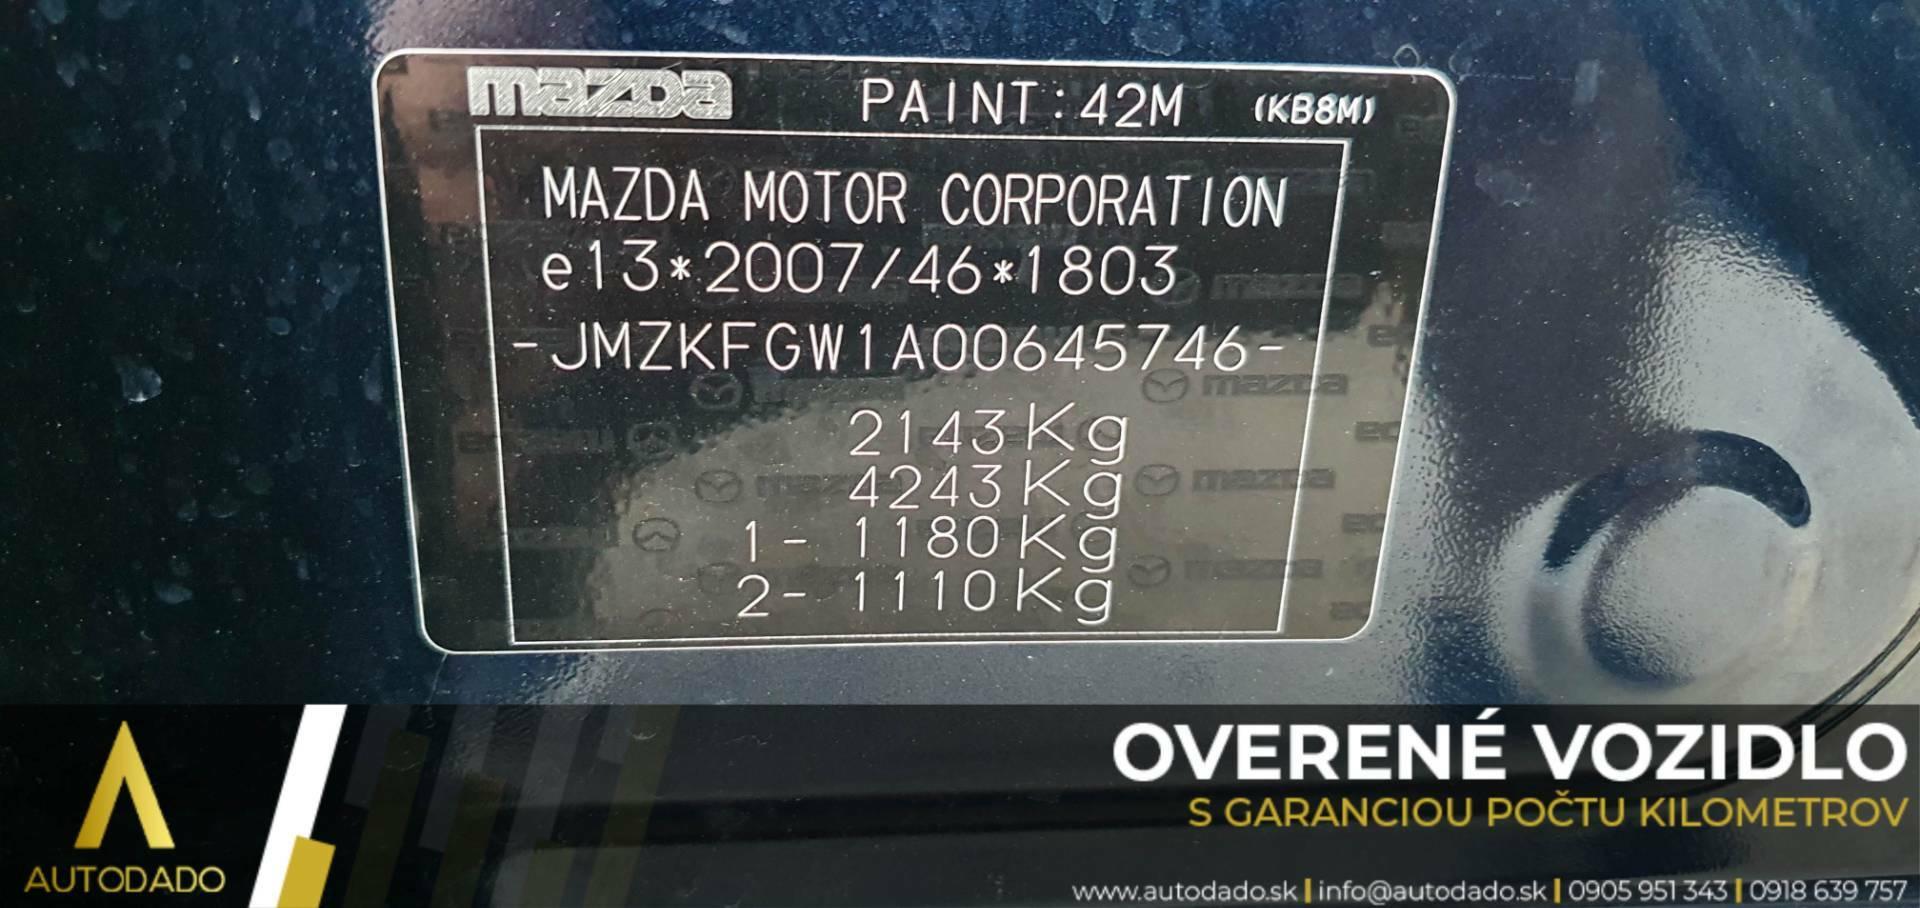 mazda PAINT:42M (KB8M)
MAZDA MOTOR CORPORATION
e13*2007/46*1803
-JMZKFGW1A00645746-
2143Kg
4243Kg
1- 1180Kg
2- 1110Kg
AUTODADO
OVERENÉ VOZIDLO
S GARANCIOU POČTU KILOMETROV
www.autodado.sk | info@autodado.sk | 0905 951 343 | 0918 639 757